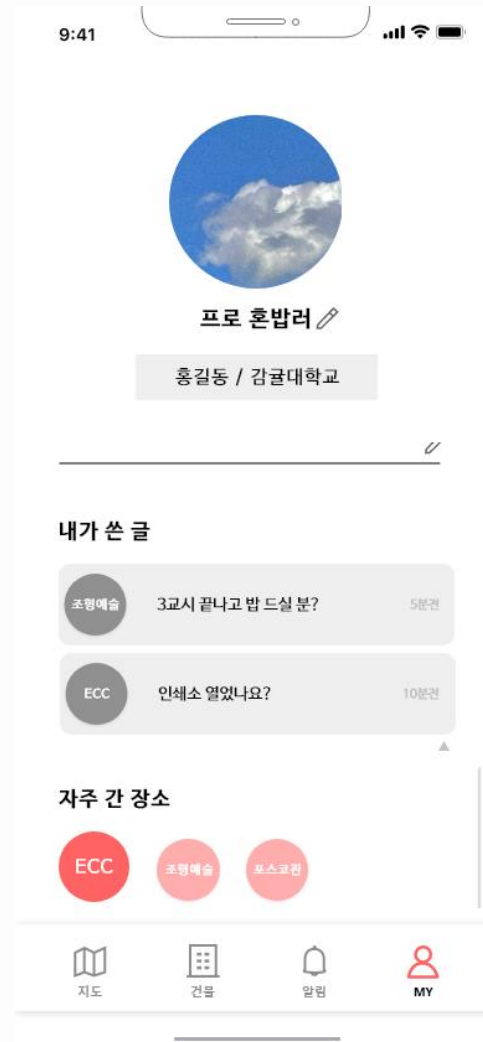 9:41
프로 혼밥러
홍길동 / 감귤대학교
내가 쓴 글
조형예술 3교시 끝나고 밥 드실 분? 5분전
ECC 인쇄소 열었나요? 10분전
자주 간 장소
ECC 조형예술 포스코관
지도 건물 알림 MY